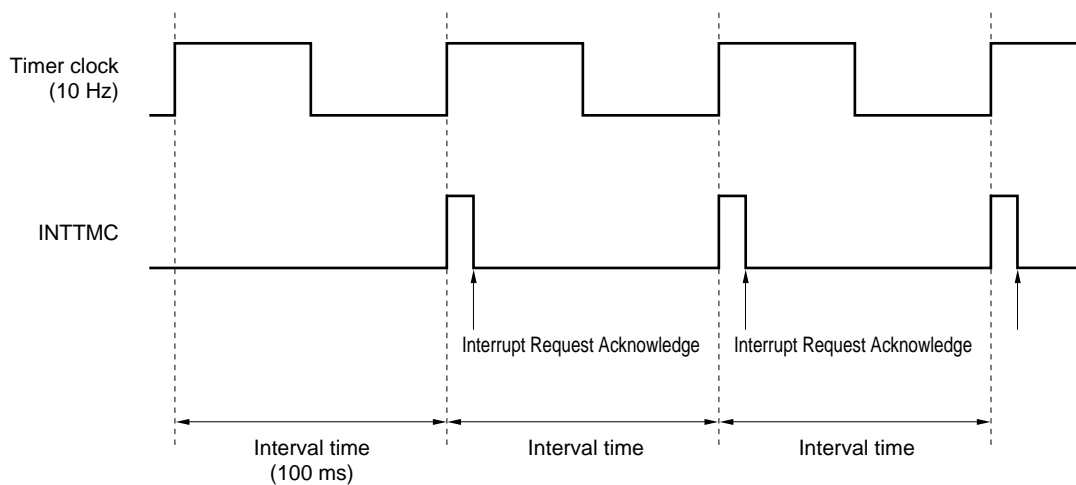 Timer clock
(10 Hz)
INTTMC
Interrupt Request Acknowledge
Interrupt Request Acknowledge
Interval time
(100 ms)
Interval time
Interval time